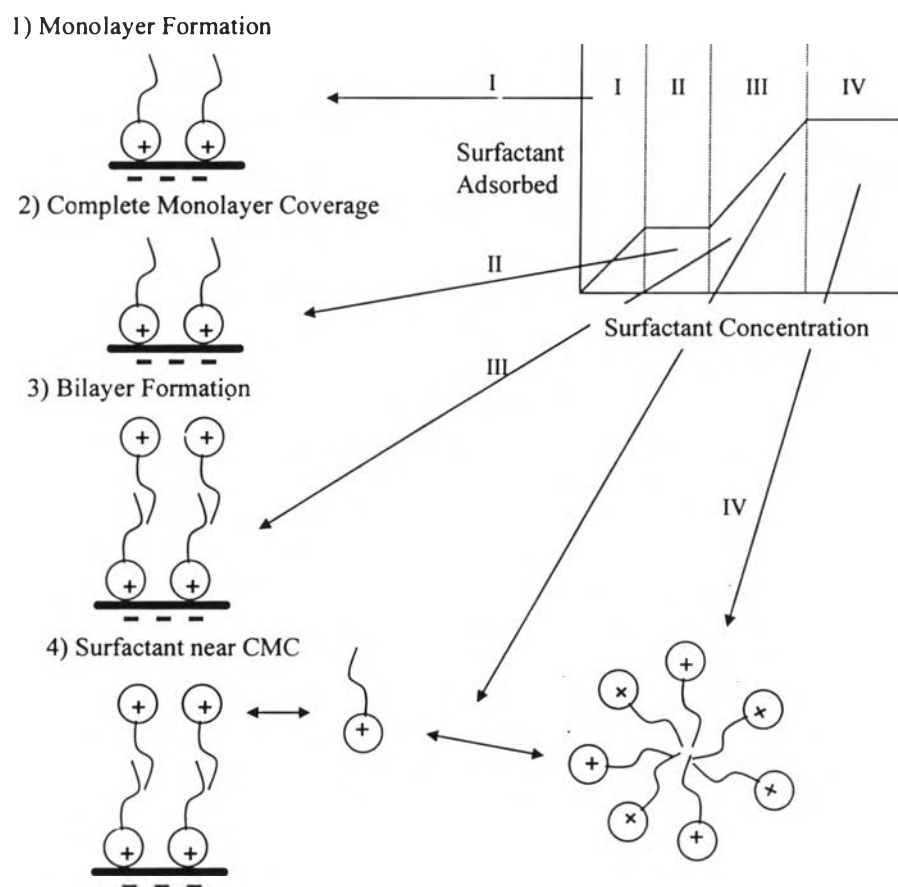 1) Monolayer Formation
I
I II III IV
Surfactant
Adsorbed
2) Complete Monolayer Coverage
II
Surfactant Concentration
3) Bilayer Formation
III
IV
4) Surfactant near CMC